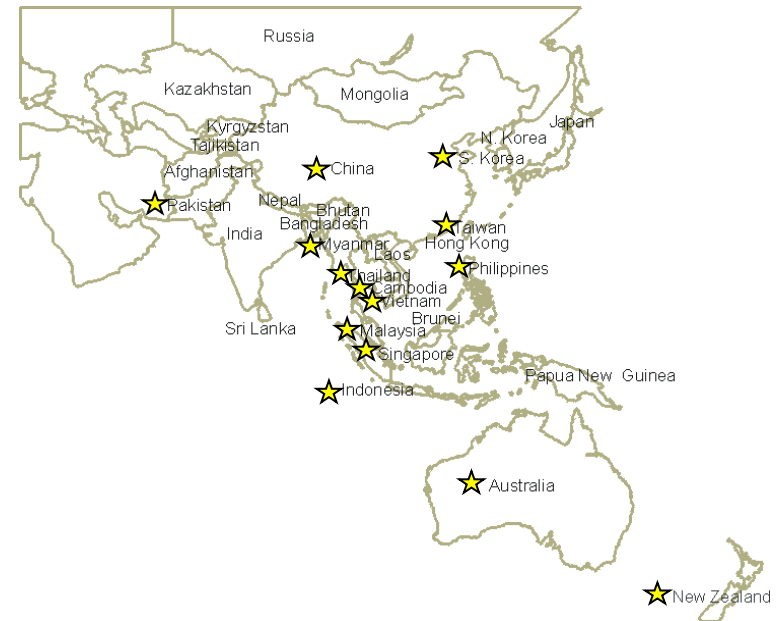 Russia
Kazakhstan
Mongolia
Japan
Kyrgyzstan
N. Korea
Tajikistan
S. Korea
China
Afghanistan
Nepal
Pakistan
Bhutan
Bangladesh
Taiwan
India
Myanmar
Hong Kong
Laos
Philippines
Thailand
Cambodia
Vietnam
Brunei
Sri Lanka
Malaysia
Singapore
Papua New Guinea
Indonesia
Australia
New Zealand